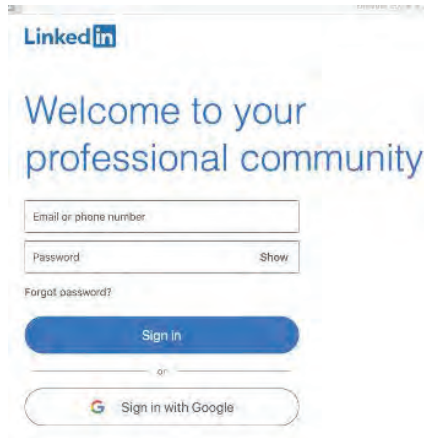 Linked in
Welcome to your
professional community
Email or phone number
Password Show
Forgot password?
Sign in
or
Sign in with Google